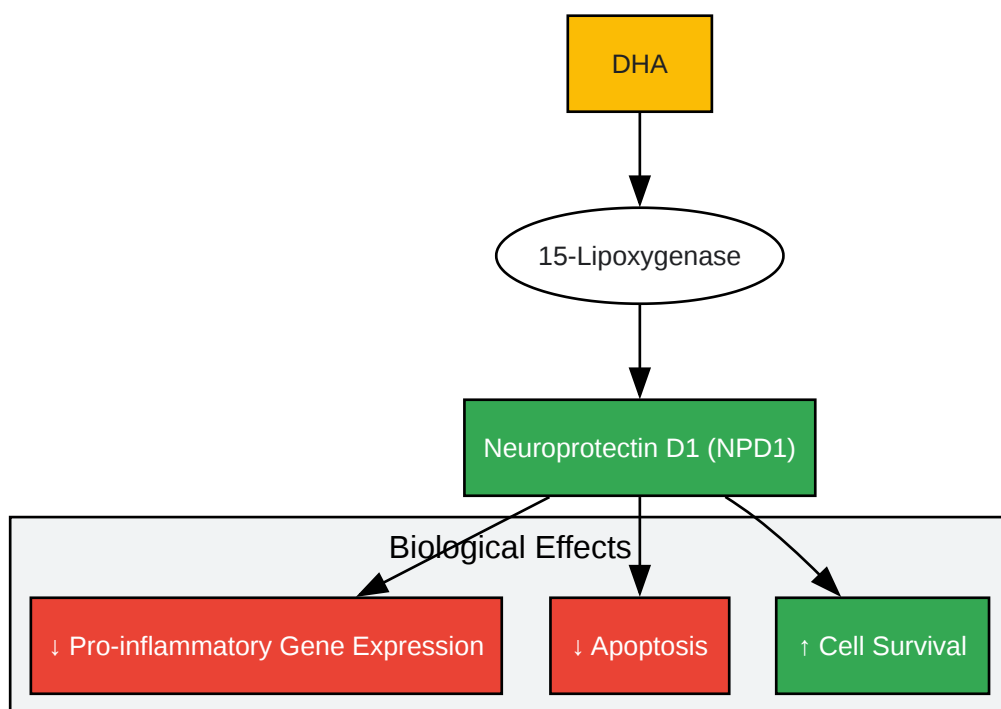 DHA
15-Lipoxygenase
Neuroprotectin D1 (NPD1)
Biological Effects
↓ Pro-inflammatory Gene Expression
↓ Apoptosis
↑ Cell Survival